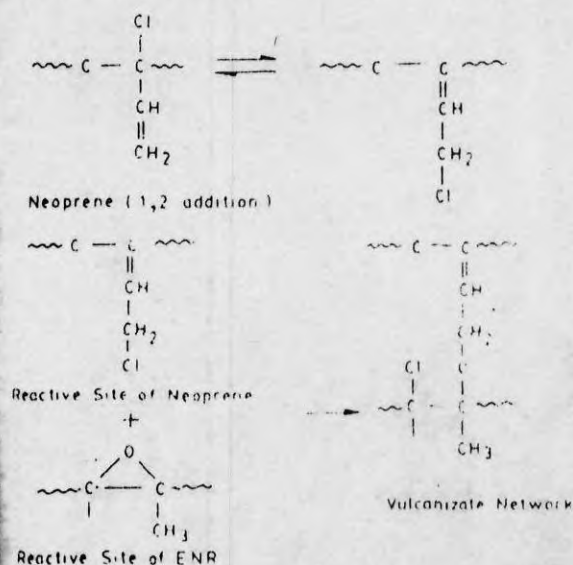 Cl
C — C
C — C
CH
CH
CH2
CH2
Cl
Neoprene (1,2 addition)
C — C
C — C
CH
CH
CH2
CH2
Cl
Cl
Reactive Site of Neoprene
+
C — C
O
CH3
C — C
Vulcanizate Network
CH3
Reactive Site of ENR